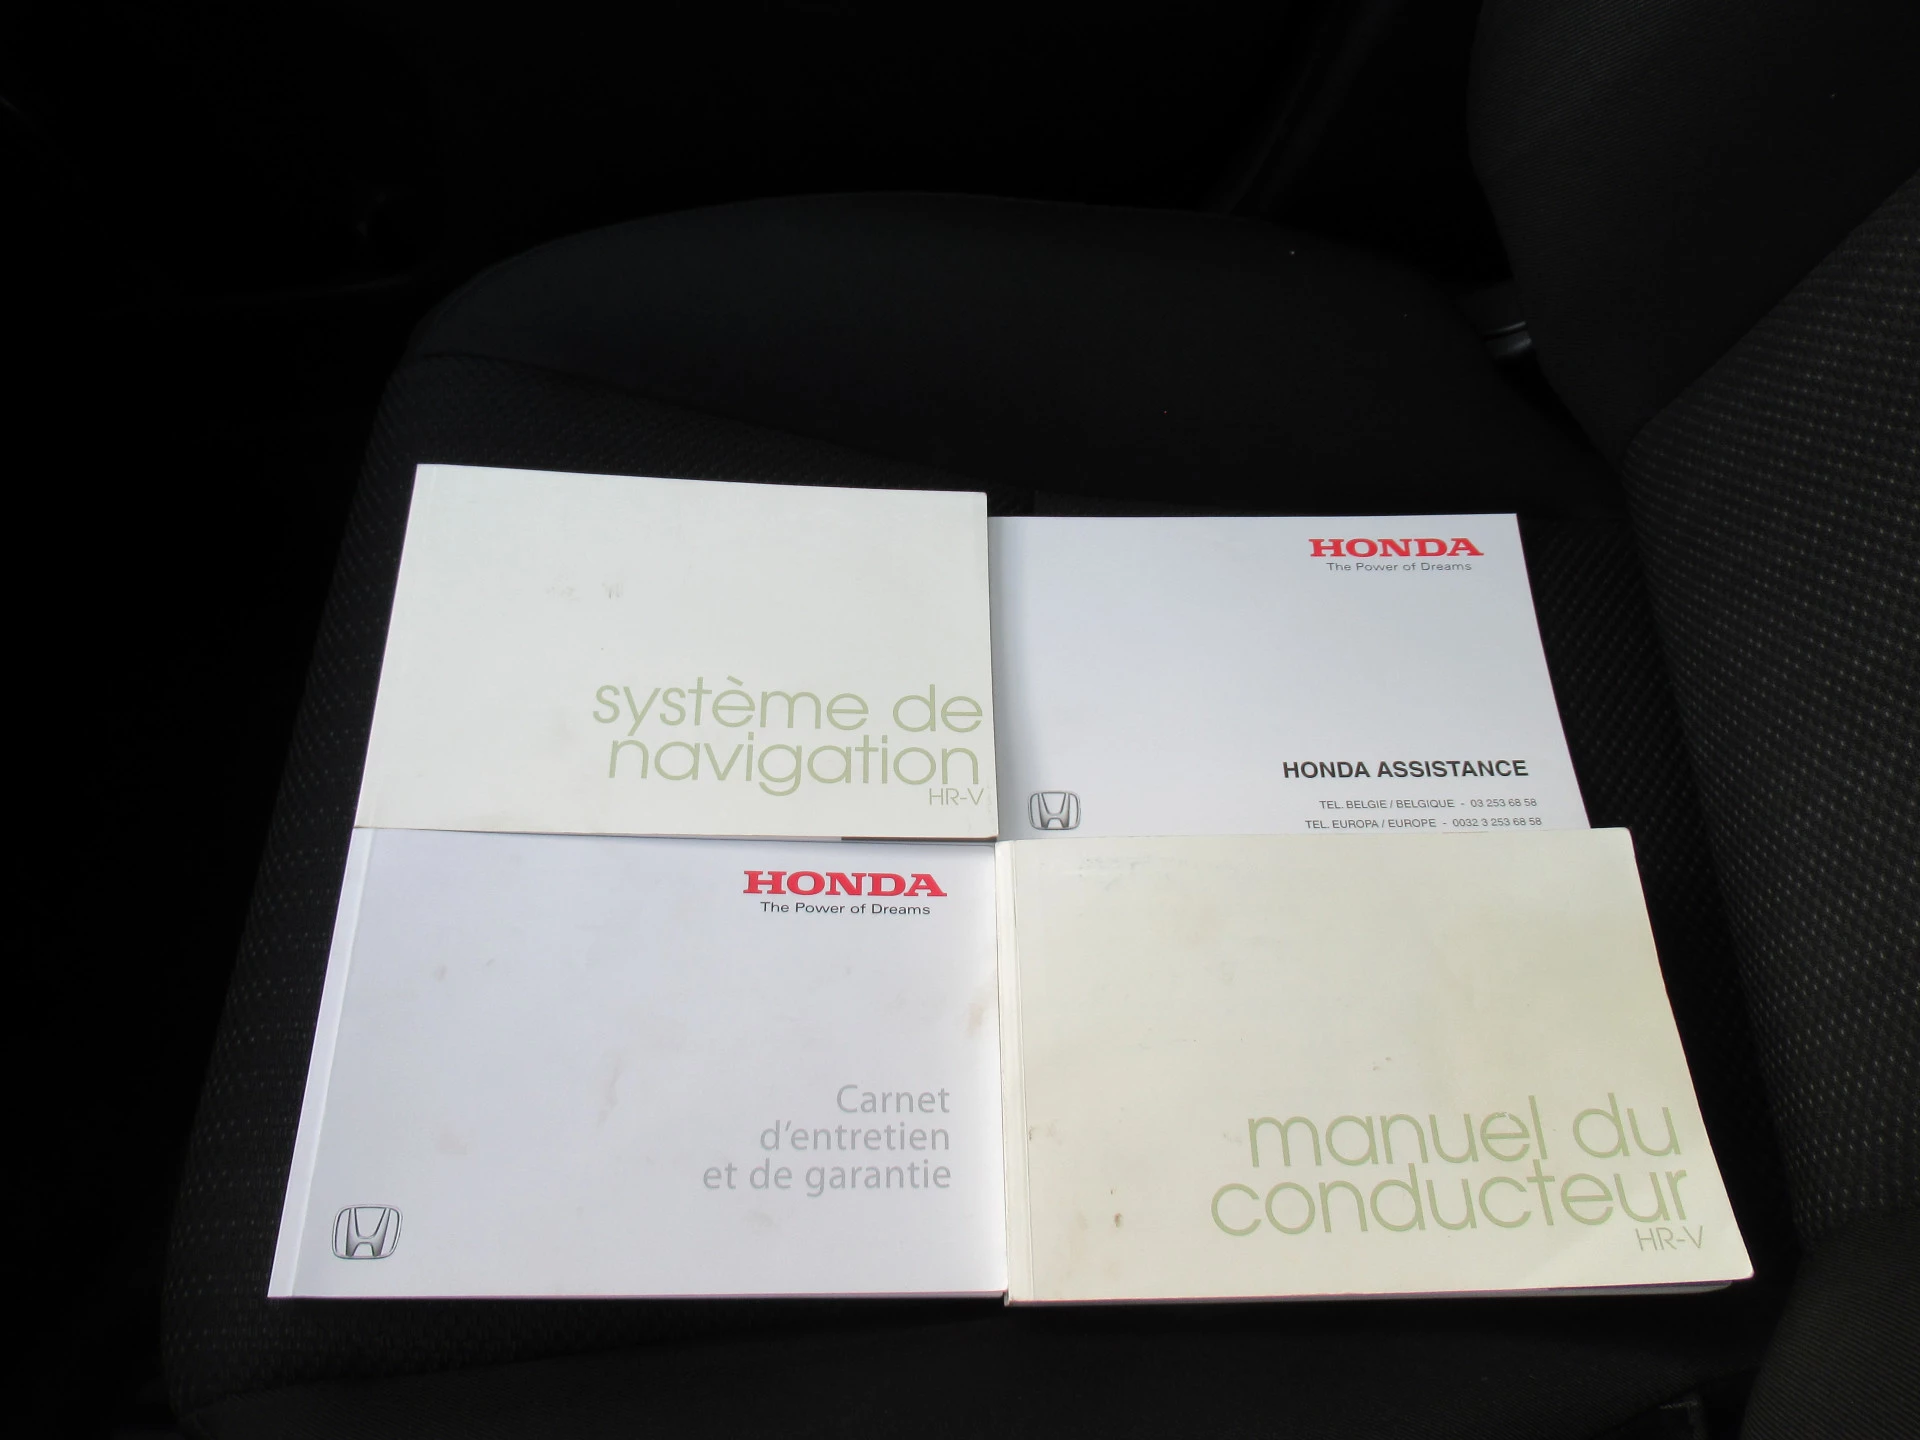 système de
navigation
HR-V
HONDA
The Power of Dreams
HONDA ASSISTANCE
TEL. BELGIE / BELGIQUE - 03 253 68 58
TEL. EUROPA / EUROPE - 0032 3 253 68 58
HONDA
The Power of Dreams
Carnet
d'entretien
et de garantie
manuel du
conducteur
HR-V